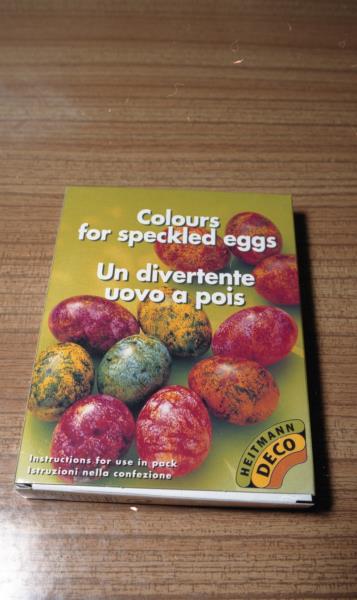 Colours
for speckled eggs
Un divertente
uovo a pois
HEITMANN
DECO
Instructions for use in pack
Istruzioni nella confezione